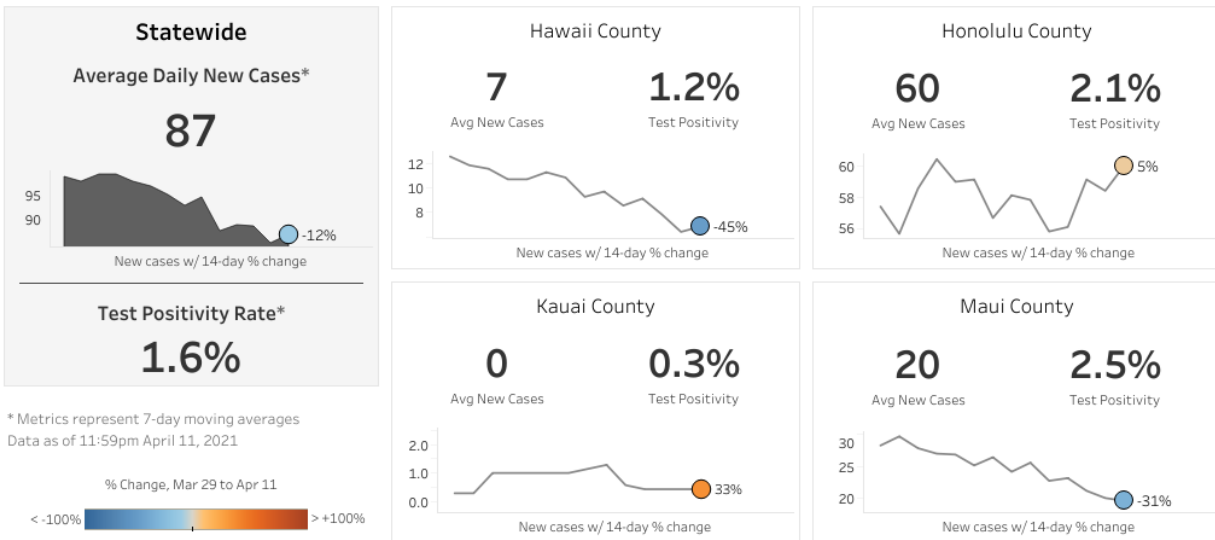 Statewide
Average Daily New Cases*
87
95
90
-12%
New cases w/ 14-day % change
Test Positivity Rate*
1.6%
* Metrics represent 7-day moving averages
Data as of 11:59pm April 11, 2021
% Change, Mar 29 to Apr 11
< -100%
> +100%
Hawaii County
7
1.2%
Avg New Cases
Test Positivity
12
10
8
-45%
New cases w/ 14-day % change
Honolulu County
60
2.1%
Avg New Cases
Test Positivity
60
58
56
5%
New cases w/ 14-day % change
Kauai County
0
0.3%
Avg New Cases
Test Positivity
2.0
1.0
0.0
33%
New cases w/ 14-day % change
Maui County
20
2.5%
Avg New Cases
Test Positivity
30
25
20
-31%
New cases w/ 14-day % change